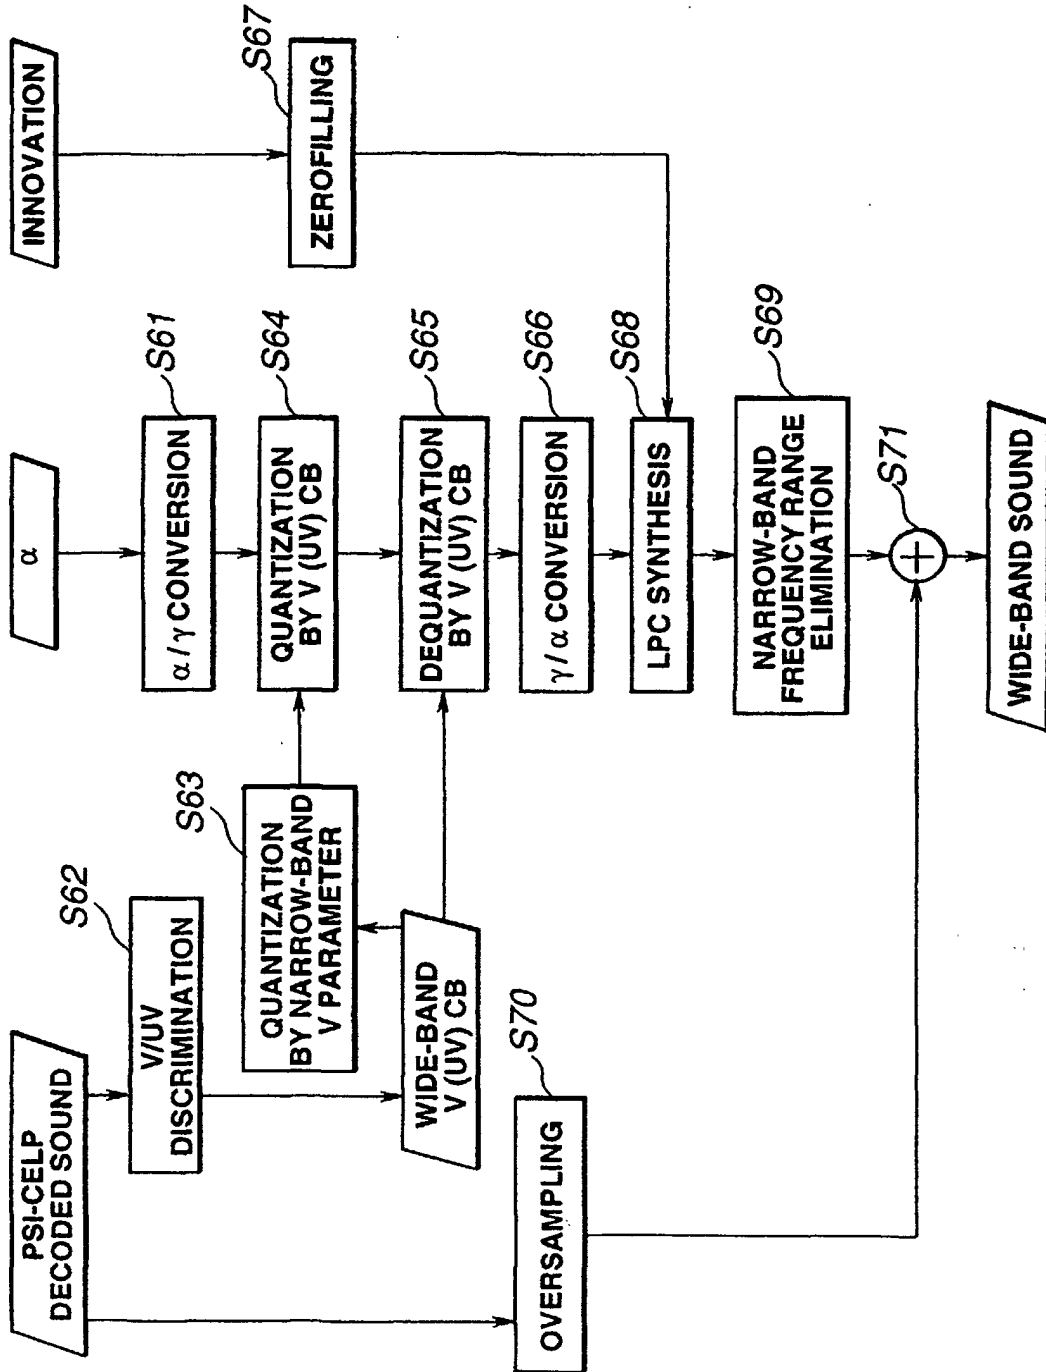 PSI-CELP
DECODED SOUND
α
INNOVATION
V/UV
DISCRIMINATION
S62
α/γ CONVERSION
S61
QUANTIZATION
BY NARROW-BAND
V PARAMETER
S63
QUANTIZATION
BY V (UV) CB
S64
ZEROFILLING
S67
WIDE-BAND
V (UV) CB
DEQUANTIZATION
BY V (UV) CB
S65
OVERSAMPLING
S70
γ/α CONVERSION
S66
LPC SYNTHESIS
S68
NARROW-BAND
FREQUENCY RANGE
ELIMINATION
S69
+
S71
WIDE-BAND SOUND